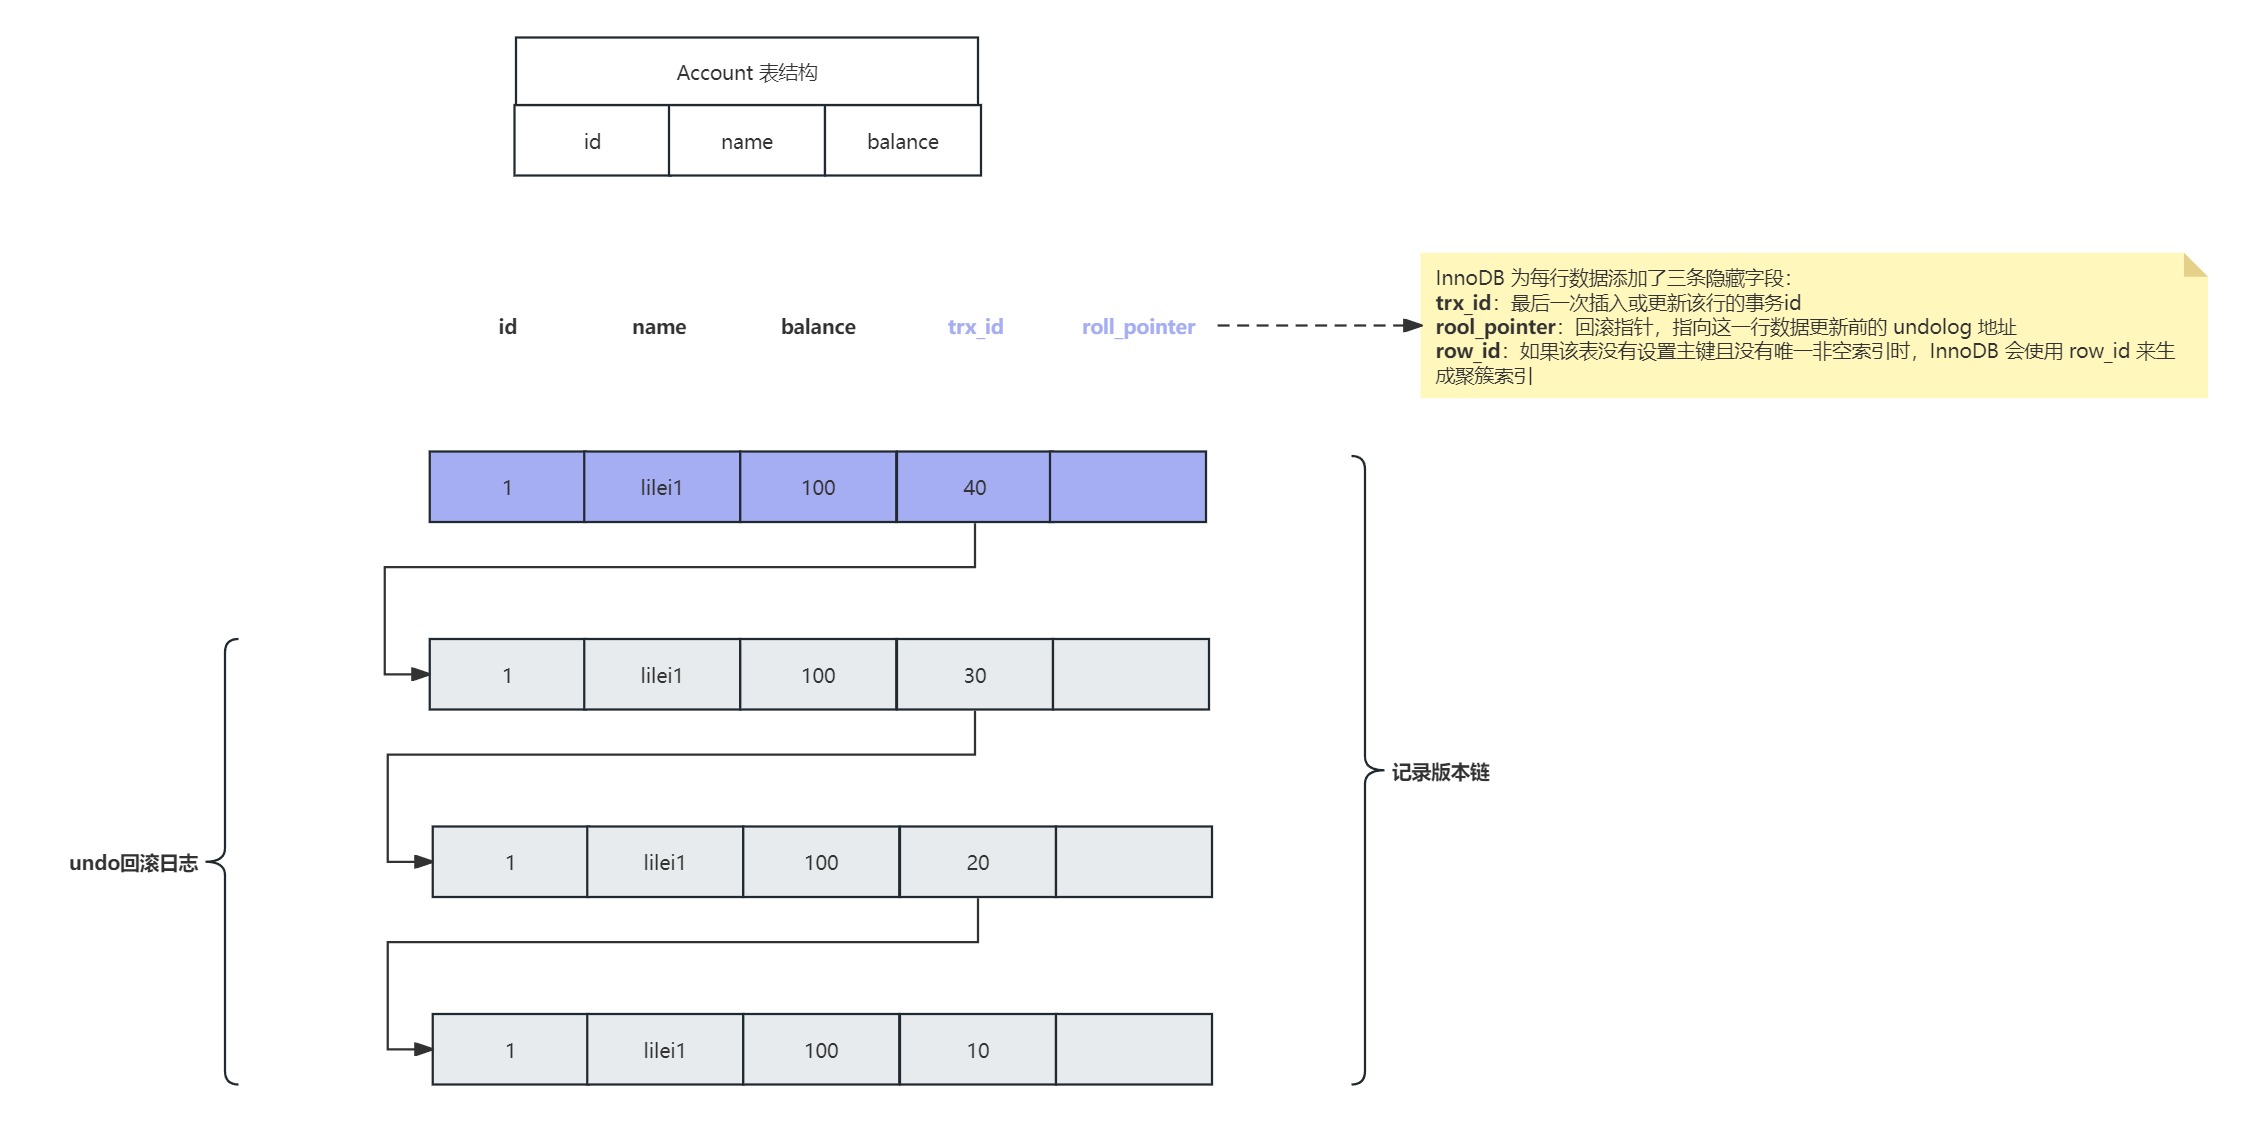 Account 表结构
id name balance
InnoDB 为每行数据添加了三条隐藏字段：
trx_id：最后一次插入或更新该行的事务id
rool_pointer：回滚指针，指向这一行数据更新前的 undolog 地址
row_id：如果该表没有设置主键且没有唯一非空索引时，InnoDB 会使用 row_id 来生
成聚簇索引
id name balance trx_id roll_pointer
1 lilei1 100 40
1 lilei1 100 30
记录版本链
undo回滚日志
1 lilei1 100 20
1 lilei1 100 10